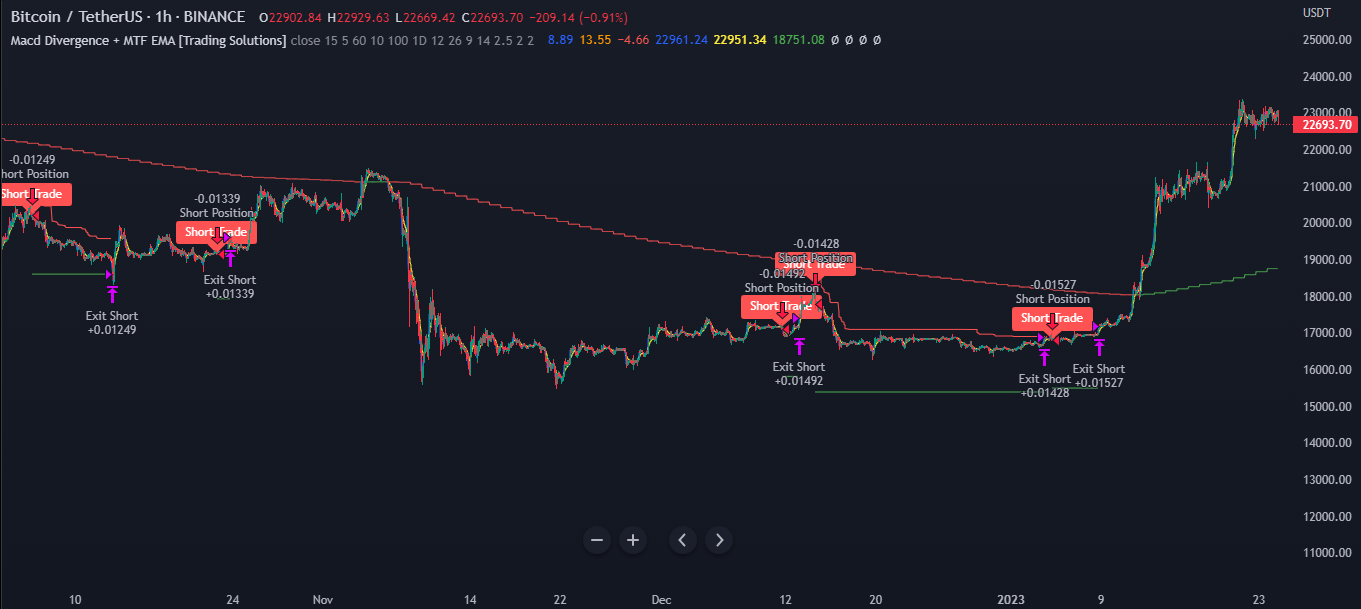 Bitcoin / TetherUS · 1h · BINANCE O22902.84 H22929.63 L22669.42 C22693.70 −209.14 (−0.91%)
Macd Divergence + MTF EMA [Trading Solutions] close 15 5 60 10 100 1D 12 26 9 14 2.5 2 2 8.89 13.55 −4.66 22961.24 22951.34 18751.08 Ø Ø Ø Ø
USDT
25000.00
24000.00
23000.00
22693.70
22000.00
21000.00
20000.00
19000.00
18000.00
17000.00
16000.00
15000.00
14000.00
13000.00
12000.00
11000.00
-0.01249
hort Position
Short Trade
Exit Short
+0.01249
-0.01339
Short Position
Short Trade
Exit Short
+0.01339
-0.01492
Short Position
Short Trade
Exit Short
+0.01492
-0.01428
Short Position
Short Trade
Exit Short
+0.01428
-0.01527
Short Position
Short Trade
Exit Short
+0.01527
10 24 Nov 14 22 Dec 12 20 2023 9 23